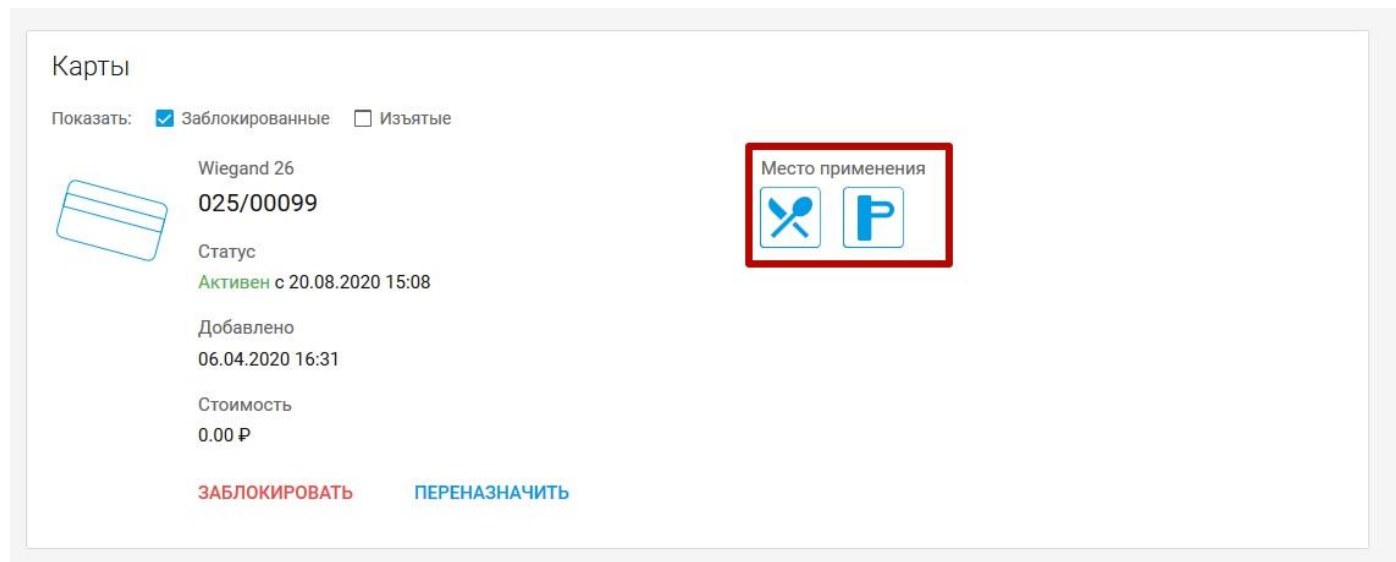 Карты
Показать: Заблокированные Изъятые
Wiegand 26
025/00099
Статус
Активен с 20.08.2020 15:08
Добавлено
06.04.2020 16:31
Стоимость
0.00 ₽
ЗАБЛОКИРОВАТЬ ПЕРЕНАЗНАЧИТЬ
Место применения